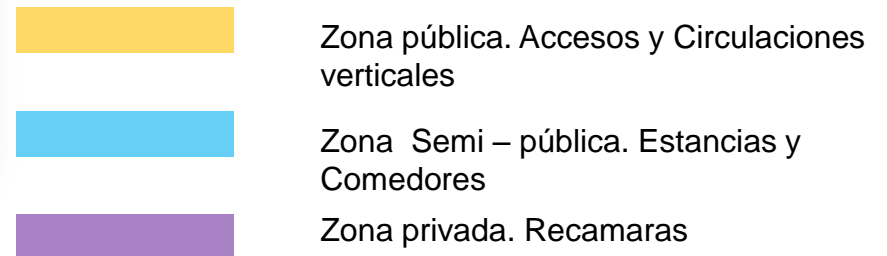 Zona pública. Accesos y Circulaciones
verticales
Zona  Semi – pública. Estancias y
Comedores
Zona privada. Recamaras